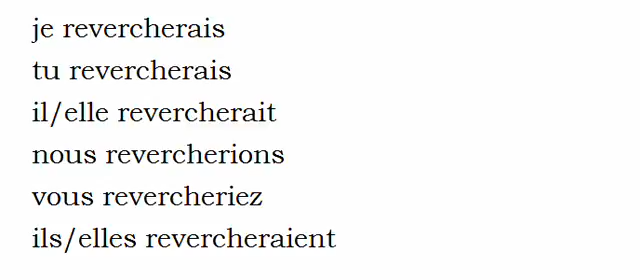 je revercherais
tu revercherais
il/elle revercherait
nous revercherions
vous revercheriez
ils/elles revercheraient